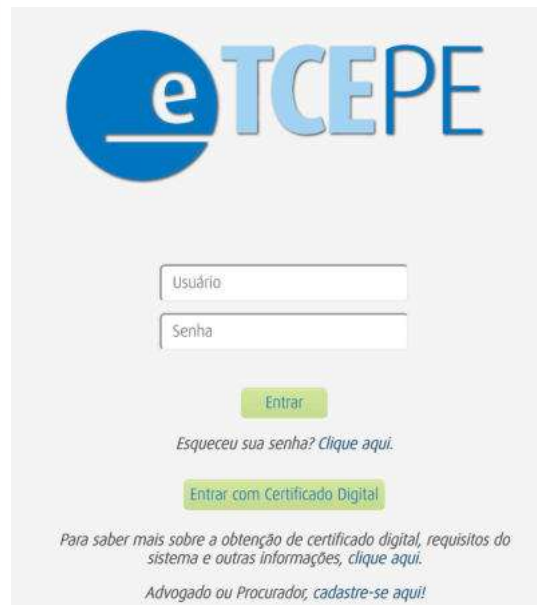 eTCEPE
Usuário
Senha
Entrar
Esqueceu sua senha? Clique aqui.
Entrar com Certificado Digital
Para saber mais sobre a obtenção de certificado digital, requisitos do
sistema e outras informações, clique aqui.
Advogado ou Procurador, cadastre-se aqui!